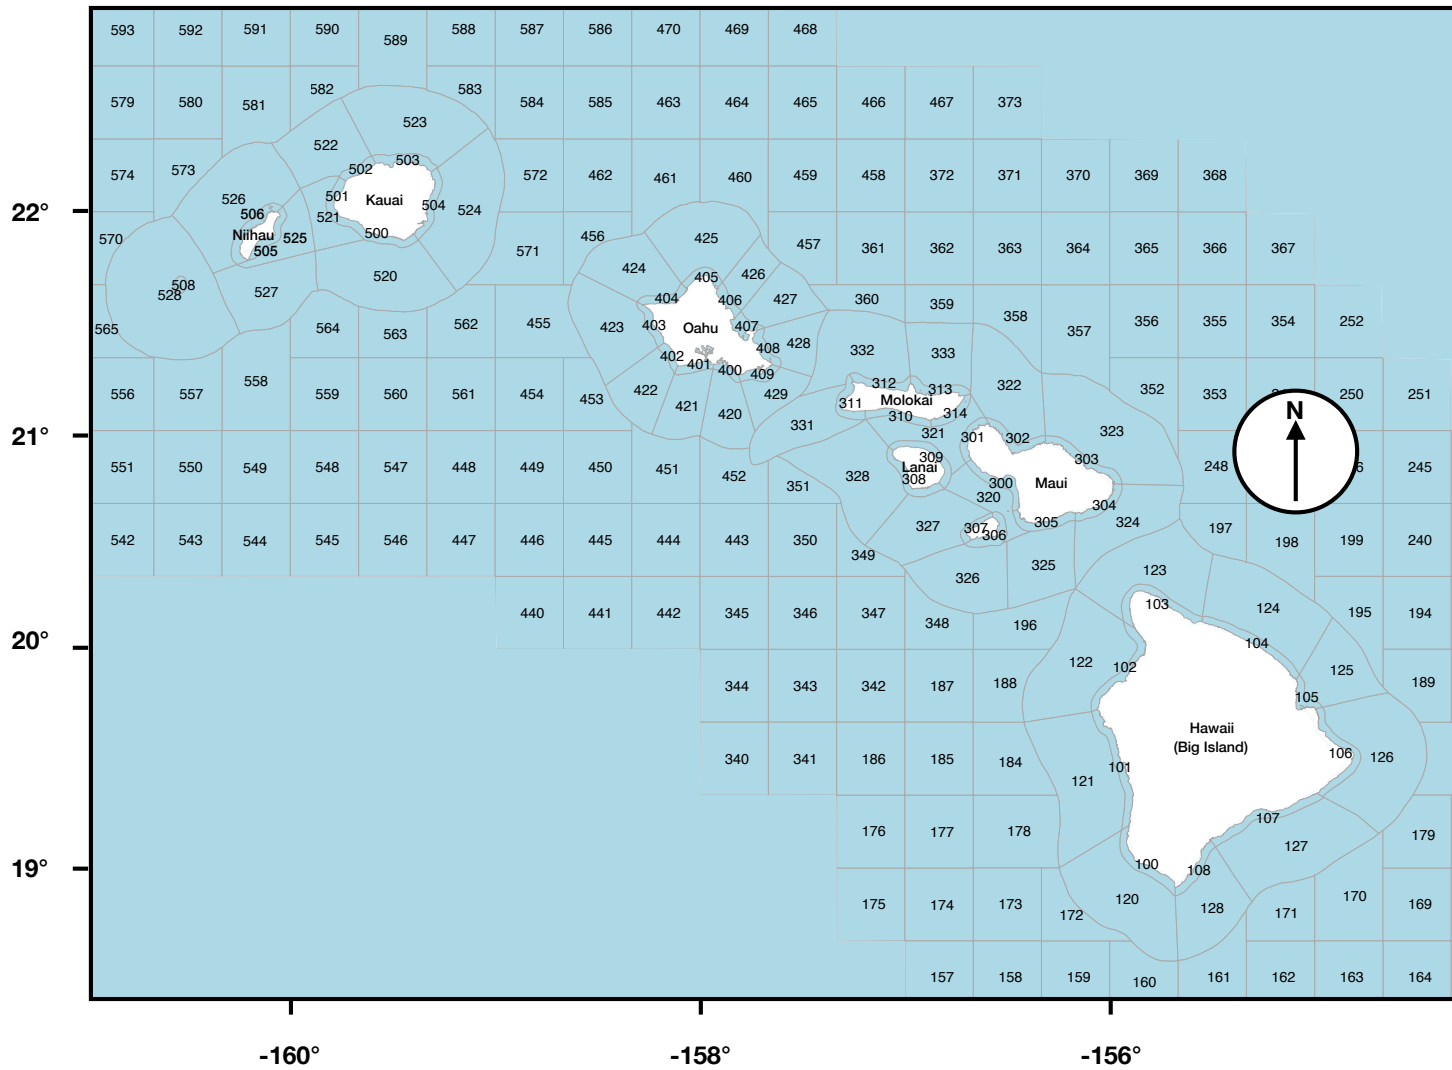 593 592 591 590 589 588 587 586 470 469 468
579 580 581 582 583 584 585 463 464 465 466 467 373
523
522
574 573 502 503 572 462 461 460 459 458 372 371 370 369 368
526 501 Kauai 504 524
22° 506 521
570 Niihau 525 500 571 456 425 457 361 362 363 364 365 366 367
505
508 528 527 520 424 405 426
404 406 427 360 359 358
565 564 563 562 455 423 403 Oahu 407 357 356 355 354 252
402 401 408 428 332 333
400 409
556 557 558 559 560 561 454 453 422 421 420 429 312 313 322 352 353 250 251
311 Molokai
310 314
N
21° 331 321 301 302 323
551 550 549 548 547 448 449 450 451 452 351 328 309 303 248 245
Lanai
308 300 Maui
320 304
542 543 544 545 546 447 446 445 444 443 350 349 327 307 306 305 324 197 198 199 240
326 325 123
440 441 442 345 346 347 348 196 103 124 195 194
20° 104
344 343 342 187 188 122 102 125 189
105
Hawaii
(Big Island)
340 341 186 185 184 121 101 106 126
176 177 178 107 127 179
19° 100 108
175 174 173 172 120 128 171 170 169
157 158 159 160 161 162 163 164
-160° -158° -156°